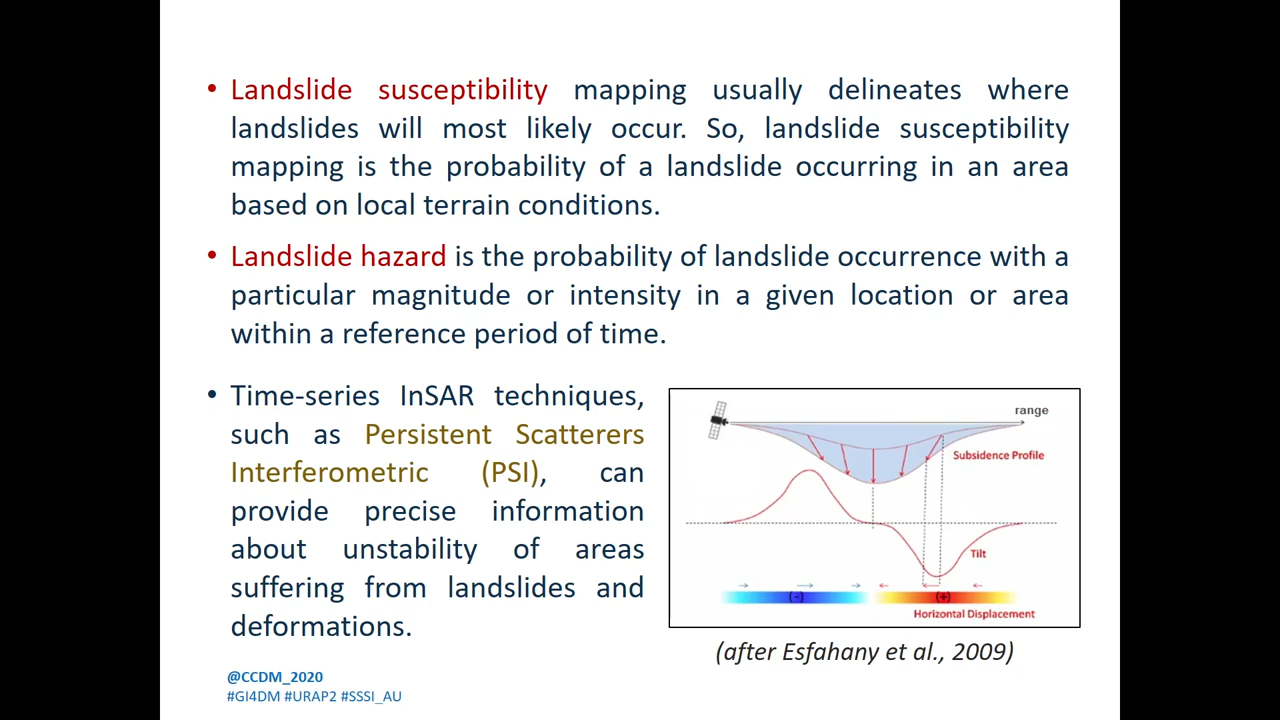 • Landslide susceptibility mapping usually delineates where
landslides will most likely occur. So, landslide susceptibility
mapping is the probability of a landslide occurring in an area
based on local terrain conditions.
• Landslide hazard is the probability of landslide occurrence with a
particular magnitude or intensity in a given location or area
within a reference period of time.
• Time-series InSAR techniques,
such as Persistent Scatterers
Interferometric (PSI), can
provide precise information
about unstability of areas
suffering from landslides and
deformations.
range
Subsidence Profile
Tilt
(-) (+)
Horizontal Displacement
(after Esfahany et al., 2009)
@CCDM_2020
#GI4DM #URAP2 #SSSI_AU